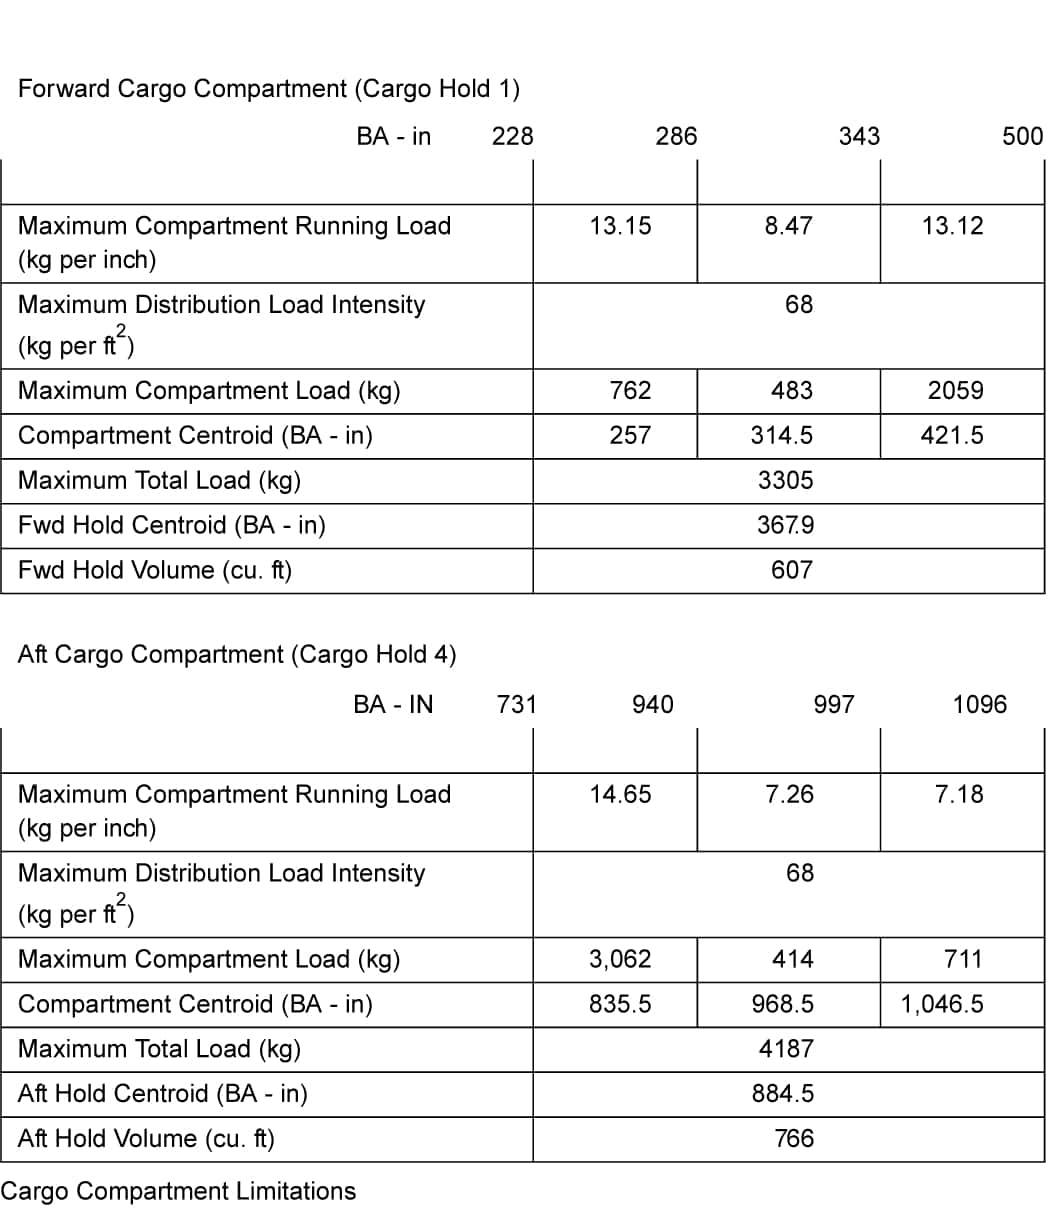 Forward Cargo Compartment (Cargo Hold 1)
BA - in 228 286 343 500
Maximum Compartment Running Load 13.15 8.47 13.12
(kg per inch)
Maximum Distribution Load Intensity 68
(kg per ft²)
Maximum Compartment Load (kg) 762 483 2059
Compartment Centroid (BA - in) 257 314.5 421.5
Maximum Total Load (kg) 3305
Fwd Hold Centroid (BA - in) 367.9
Fwd Hold Volume (cu. ft) 607
Aft Cargo Compartment (Cargo Hold 4)
BA - IN 731 940 997 1096
Maximum Compartment Running Load 14.65 7.26 7.18
(kg per inch)
Maximum Distribution Load Intensity 68
(kg per ft²)
Maximum Compartment Load (kg) 3,062 414 711
Compartment Centroid (BA - in) 835.5 968.5 1,046.5
Maximum Total Load (kg) 4187
Aft Hold Centroid (BA - in) 884.5
Aft Hold Volume (cu. ft) 766
Cargo Compartment Limitations